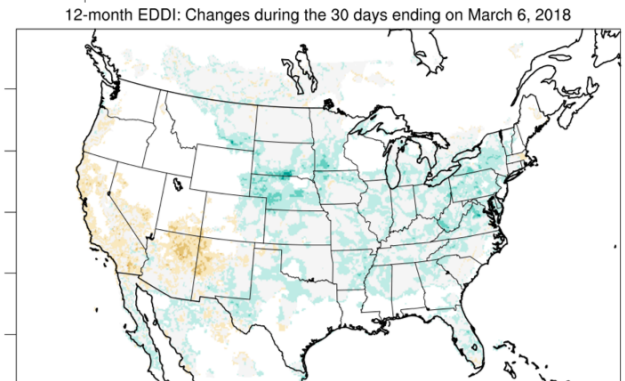 12-month EDDI: Changes during the 30 days ending on March 6, 2018